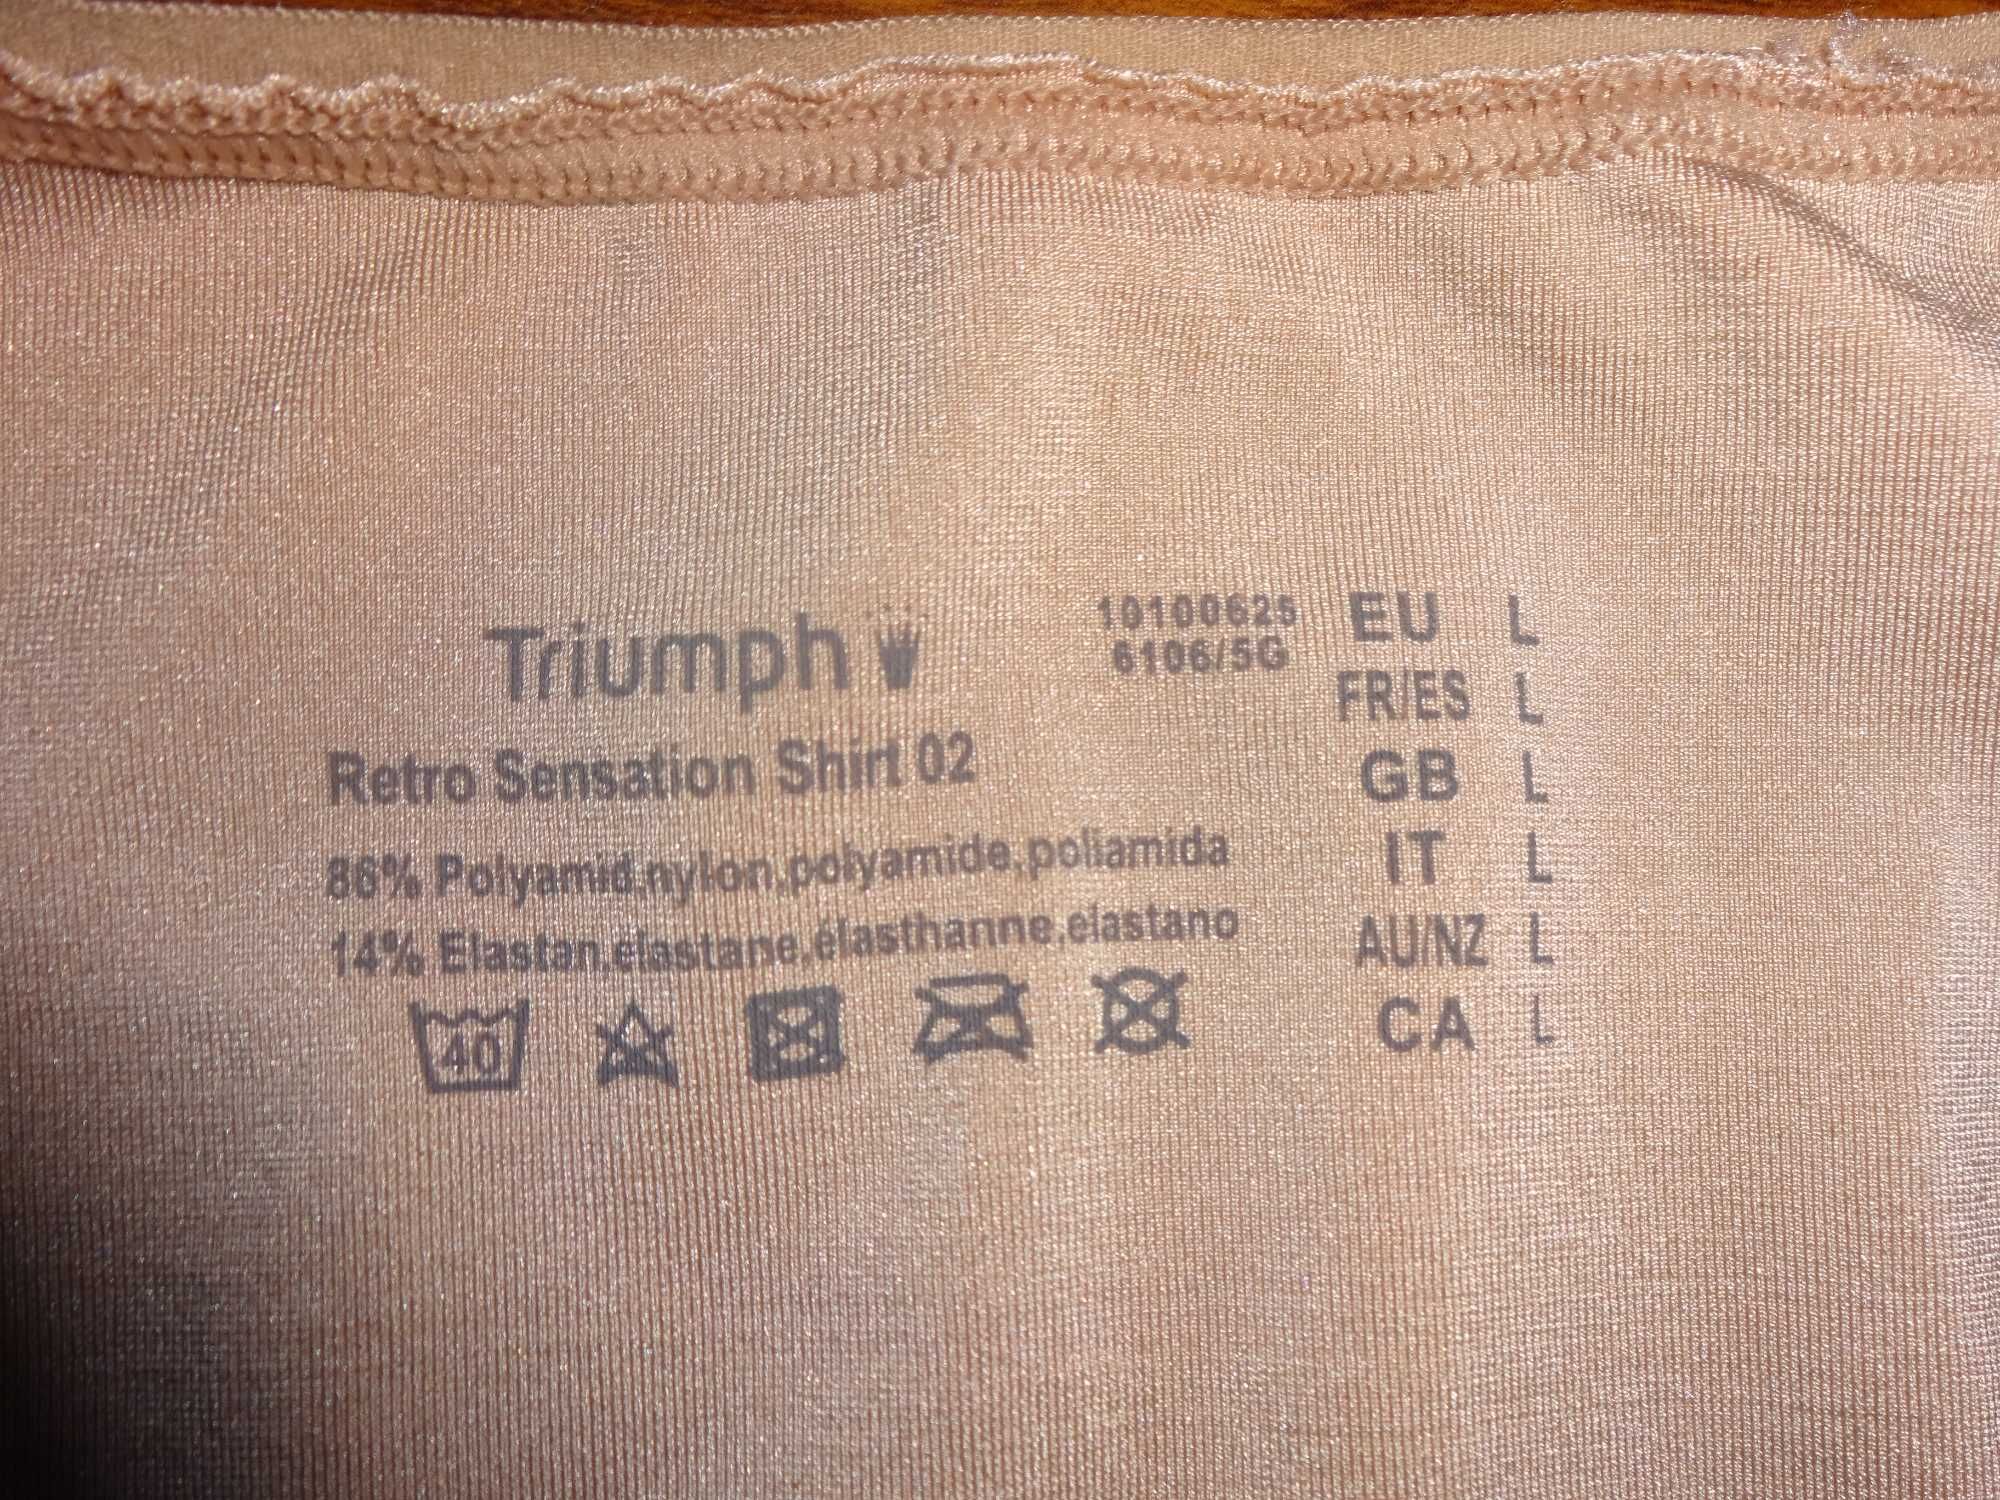 Triumph
10100625
6106/5G
Retro Sensation Shirt 02
86% Polyamid,nylon,polyamide,poliamida
14% Elastan,elastane,élasthanne,elastano
40
EU L
FR/ES L
GB L
IT L
AU/NZ L
CA L